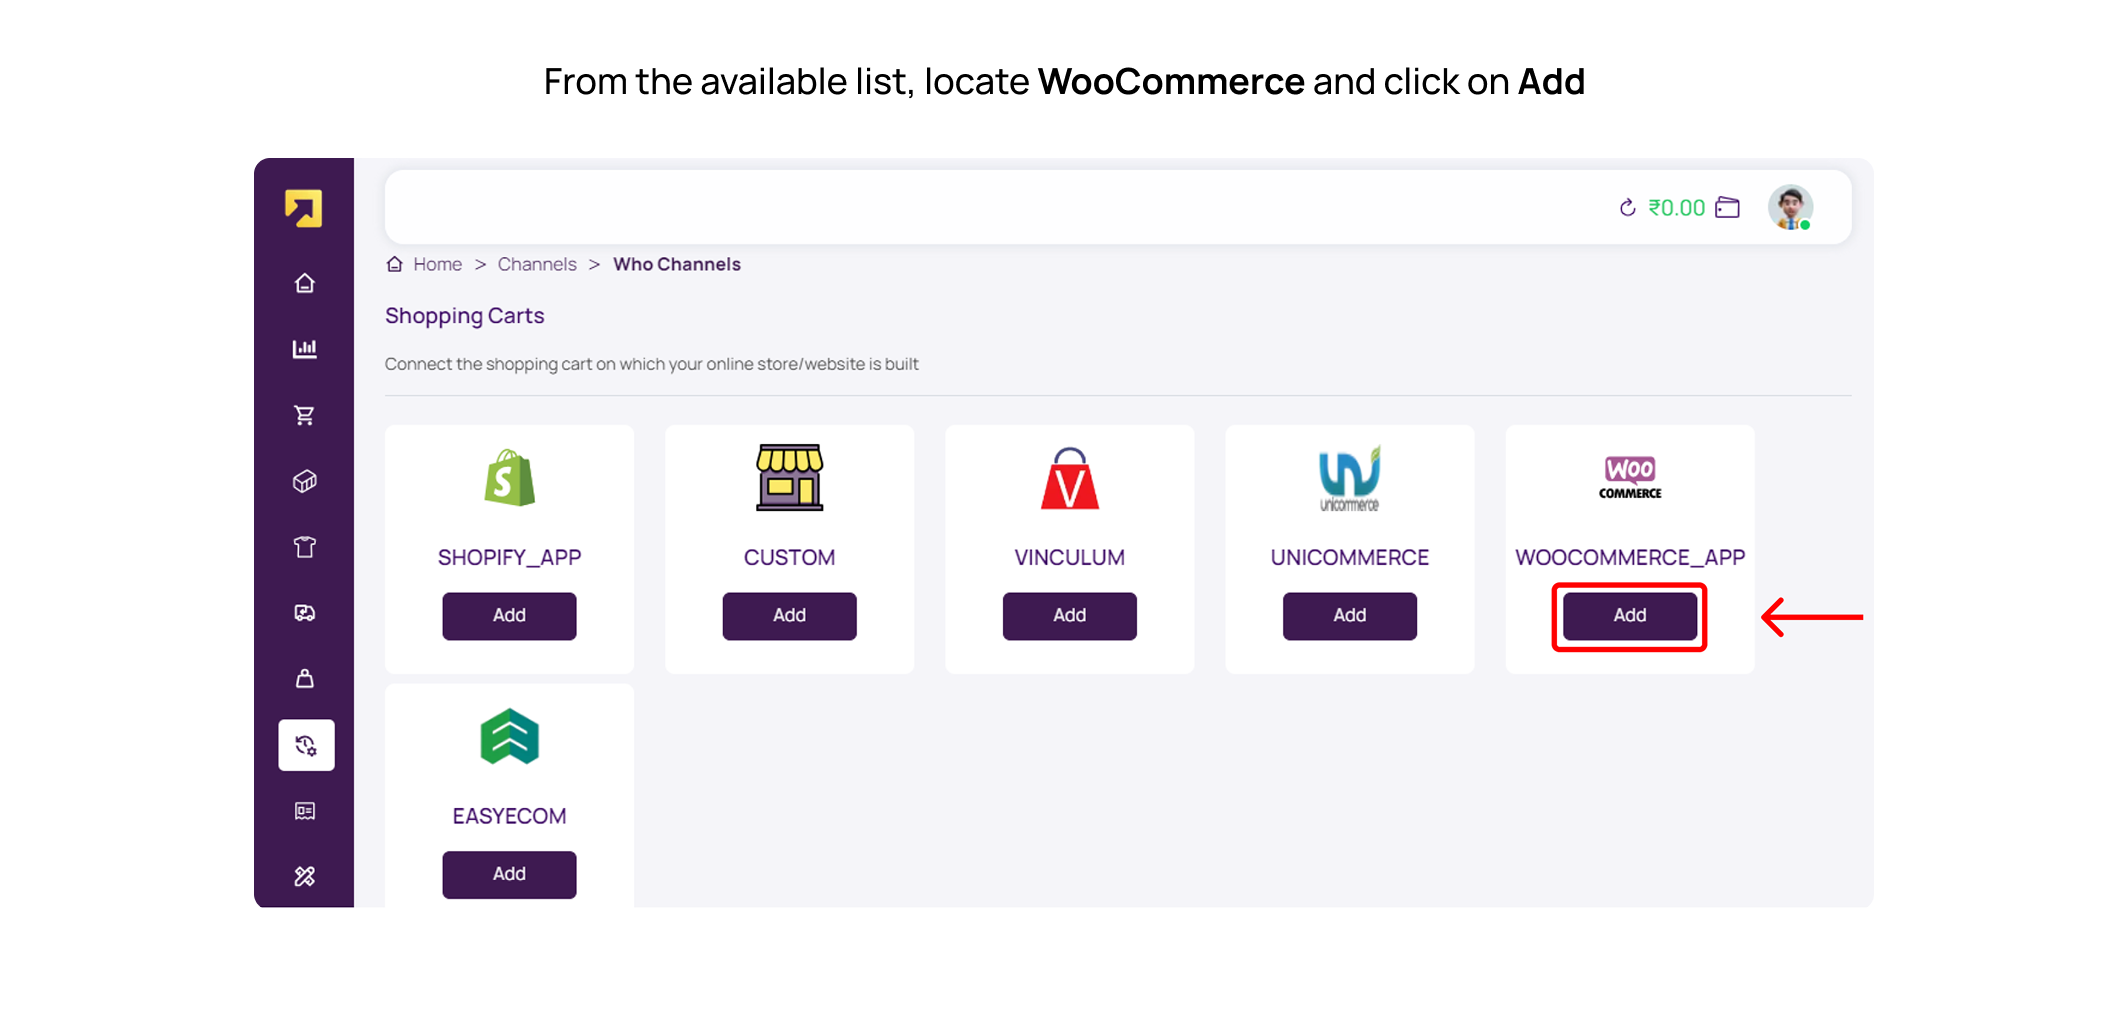 From the available list, locate WooCommerce and click on Add
₹0.00
Home > Channels > Who Channels
Shopping Carts
Connect the shopping cart on which your online store/website is built
S
V
unicommerce
WOO
COMMERCE
SHOPIFY_APP
CUSTOM
VINCULUM
UNICOMMERCE
WOOCOMMERCE_APP
Add
Add
Add
Add
Add
EASYECOM
Add